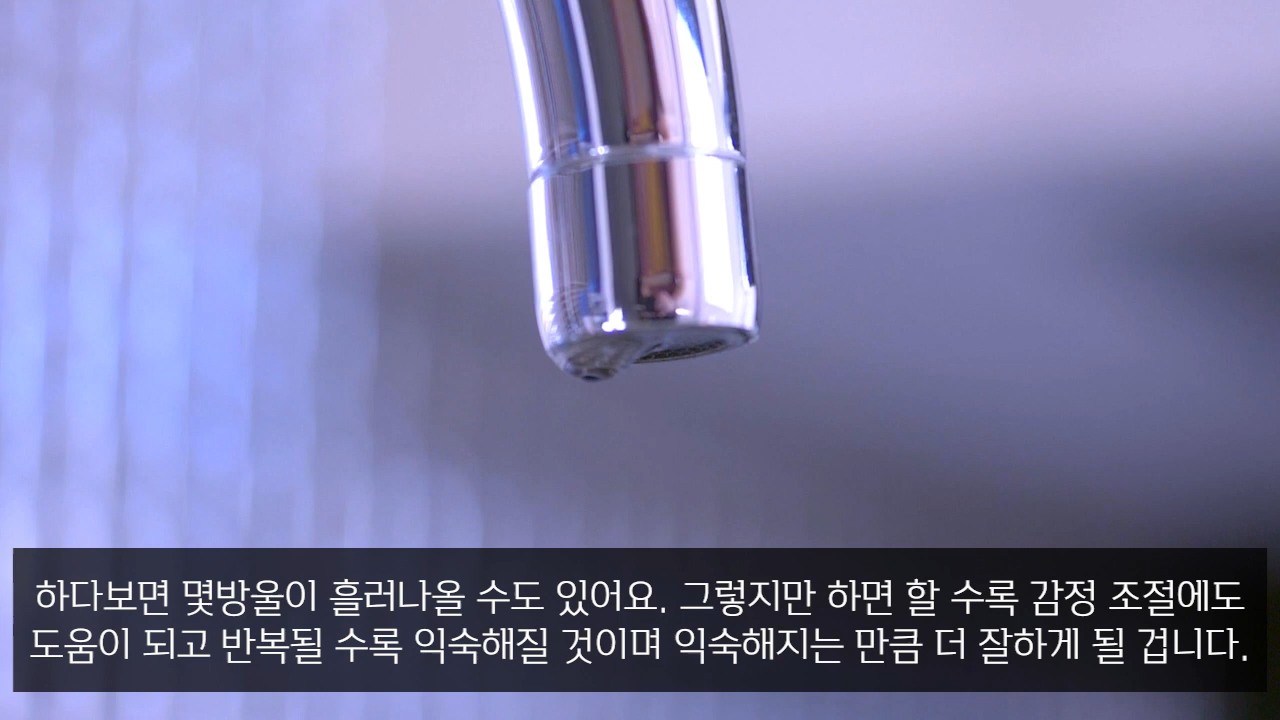 하다보면 몇방울이 흘러나올 수도 있어요. 그렇지만 하면 할 수록 감정 조절에도
도움이 되고 반복될 수록 익숙해질 것이며 익숙해지는 만큼 더 잘하게 될 겁니다.